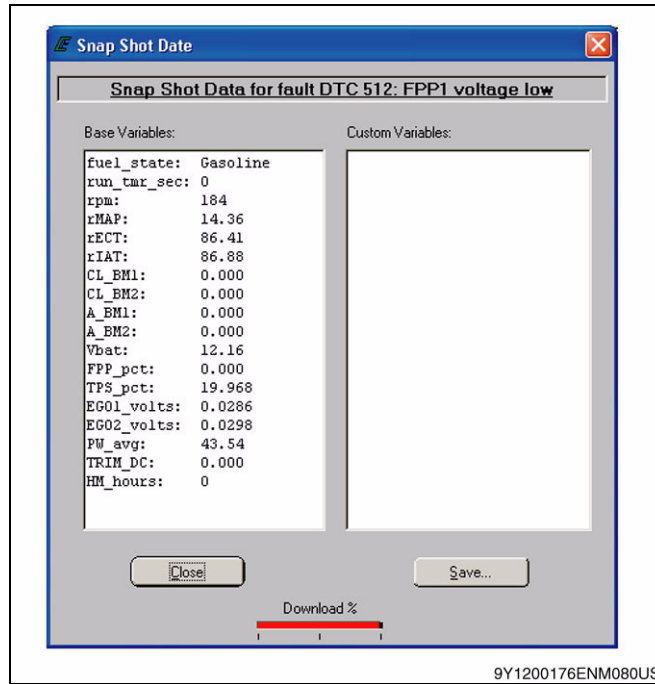 Snap Shot Date
Snap Shot Data for fault DTC 512: FPP1 voltage low
Base Variables:
Custom Variables:
fuel_state: Gasoline
run_tmr_sec: 0
rpm: 184
rMAP: 14.36
rECT: 86.41
rIAT: 86.88
CL_BM1: 0.000
CL_BM2: 0.000
A_BM1: 0.000
A_BM2: 0.000
Vbat: 12.16
FPP_pct: 0.000
TPS_pct: 19.968
EGO1_volts: 0.0286
EGO2_volts: 0.0298
PW_avg: 43.54
TRIM_DC: 0.000
HM_hours: 0
Close
Save...
Download %
9Y1200176ENM080US